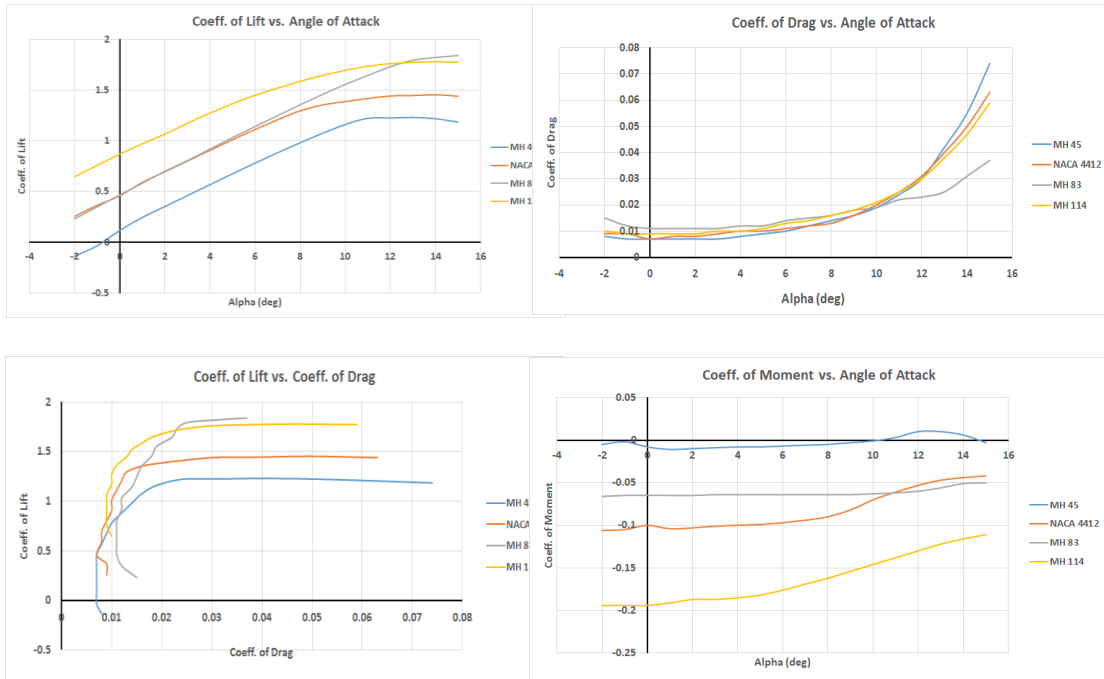 Coeff. of Lift vs. Angle of Attack
Coeff. of Lift
2
1.5
1
0.5
0
-0.5
-4
-2
0
2
4
6
8
10
12
14
16
Alpha (deg)
MH 4
NACA
MH 8
MH 1
Coeff. of Drag vs. Angle of Attack
Coeff. of Drag
0.08
0.07
0.06
0.05
0.04
0.03
0.02
0.01
0
-4
-2
0
2
4
6
8
10
12
14
16
Alpha (deg)
MH 45
NACA 4412
MH 83
MH 114
Coeff. of Lift vs. Coeff. of Drag
Coeff. of Lift
2
1.5
1
0.5
0
-0.5
0
0.01
0.02
0.03
0.04
0.05
0.06
0.07
0.08
Coeff. of Drag
MH 4
NACA
MH 8
MH 1
Coeff. of Moment vs. Angle of Attack
Coeff. of Moment
0.05
0
-0.05
-0.1
-0.15
-0.2
-0.25
-4
-2
0
2
4
6
8
10
12
14
16
Alpha (deg)
MH 45
NACA 4412
MH 83
MH 114